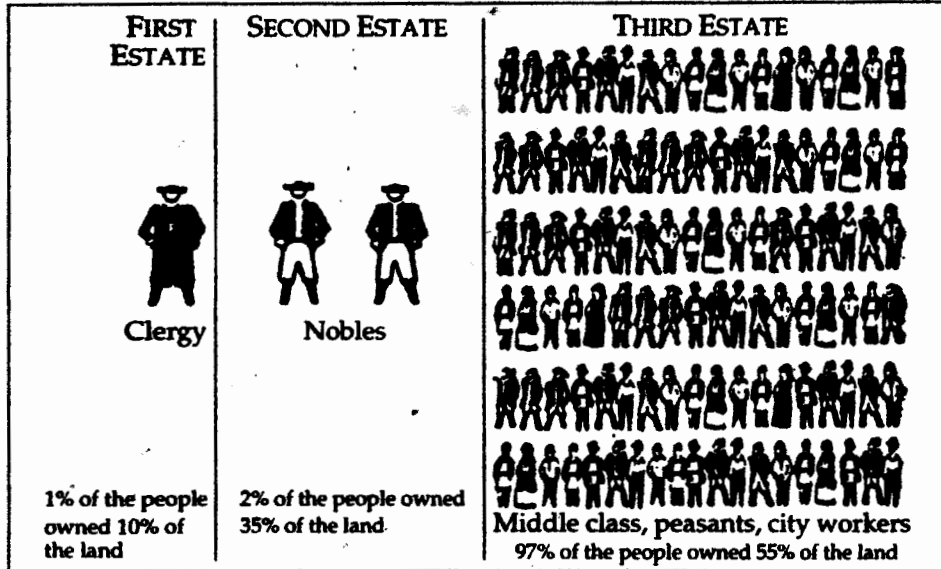 FIRST
ESTATE
Clergy
1% of the people
owned 10% of
the land
SECOND ESTATE
Nobles
2% of the people owned
35% of the land
THIRD ESTATE
Middle class, peasants, city workers
97% of the people owned 55% of the land